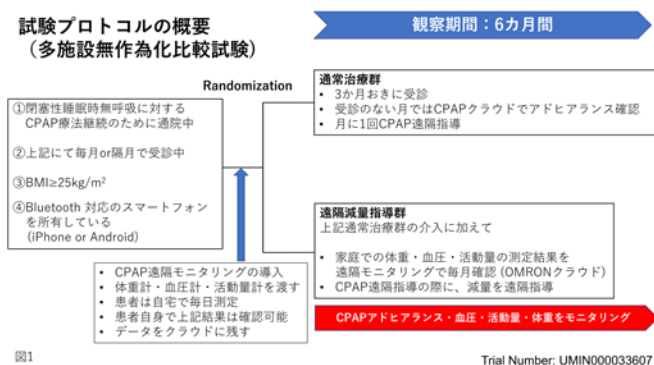 試験プロトコルの概要
（多施設無作為化比較試験）
観察期間：6カ月間
Randomization
①閉塞性睡眠時無呼吸に対する
CPAP療法継続のために通院中
②上記にて毎月or隔月で受診中
③BMI≥25kg/m²
④Bluetooth 対応のスマートフォン
を所有している
(iPhone or Android)
• CPAP遠隔モニタリングの導入
• 体重計・血圧計・活動量計を渡す
• 患者は自宅で毎日測定
• 患者自身で上記結果は確認可能
• データをクラウドに残す
通常治療群
• 3か月おきに受診
• 受診のない月ではCPAPクラウドでアドヒアランス確認
• 月に1回CPAP遠隔指導
遠隔減量指導群
上記通常治療群の介入に加えて
• 家庭での体重・血圧・活動量の測定結果を
遠隔モニタリングで毎月確認 (OMRONクラウド)
• CPAP遠隔指導の際に、減量を遠隔指導
CPAPアドヒアランス・血圧・活動量・体重をモニタリング
図1
Trial Number: UMIN000033607